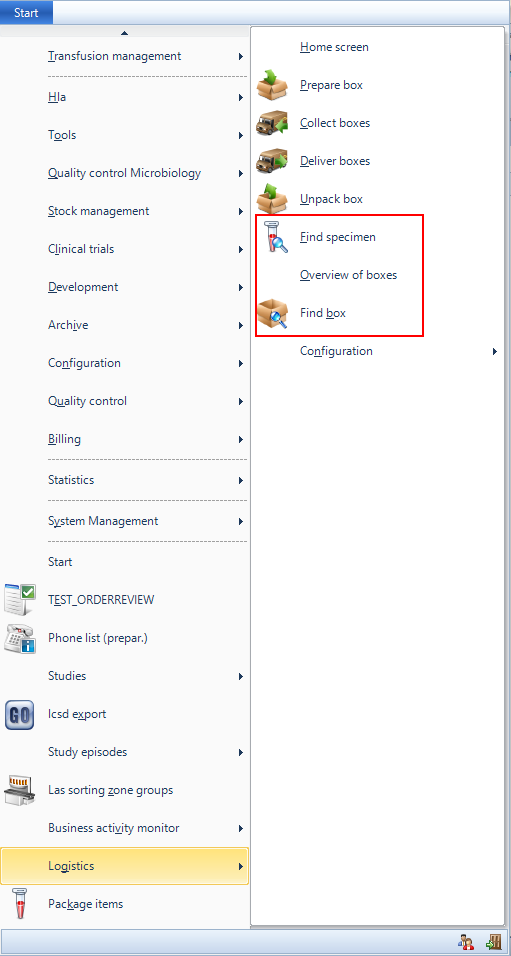 Start
Transfusion management
Hla
Tools
Quality control Microbiology
Stock management
Clinical trials
Development
Archive
Configuration
Quality control
Billing
Statistics
System Management
Start
TEST_ORDERREVIEW
Phone list (prepar.)
Studies
GO
Icsd export
Study episodes
Las sorting zone groups
Business activity monitor
Logistics
Package items
Home screen
Prepare box
Collect boxes
Deliver boxes
Unpack box
Find specimen
Overview of boxes
Find box
Configuration